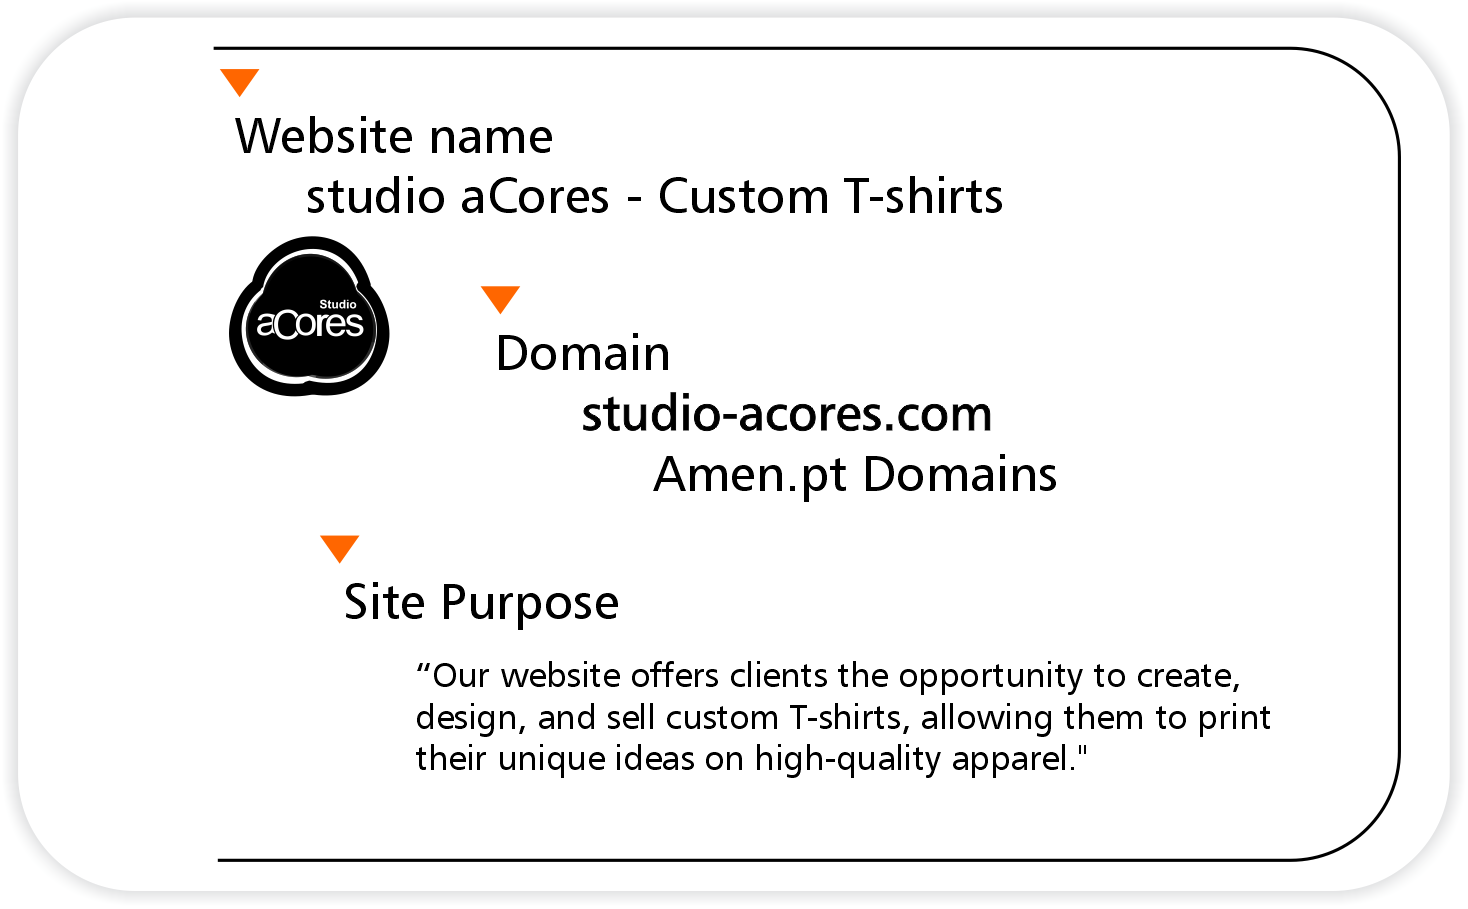 Website name
studio aCores - Custom T-shirts
Studio
aCores
Domain
studio-acores.com
Amen.pt Domains
Site Purpose
“Our website offers clients the opportunity to create,
design, and sell custom T-shirts, allowing them to print
their unique ideas on high-quality apparel."